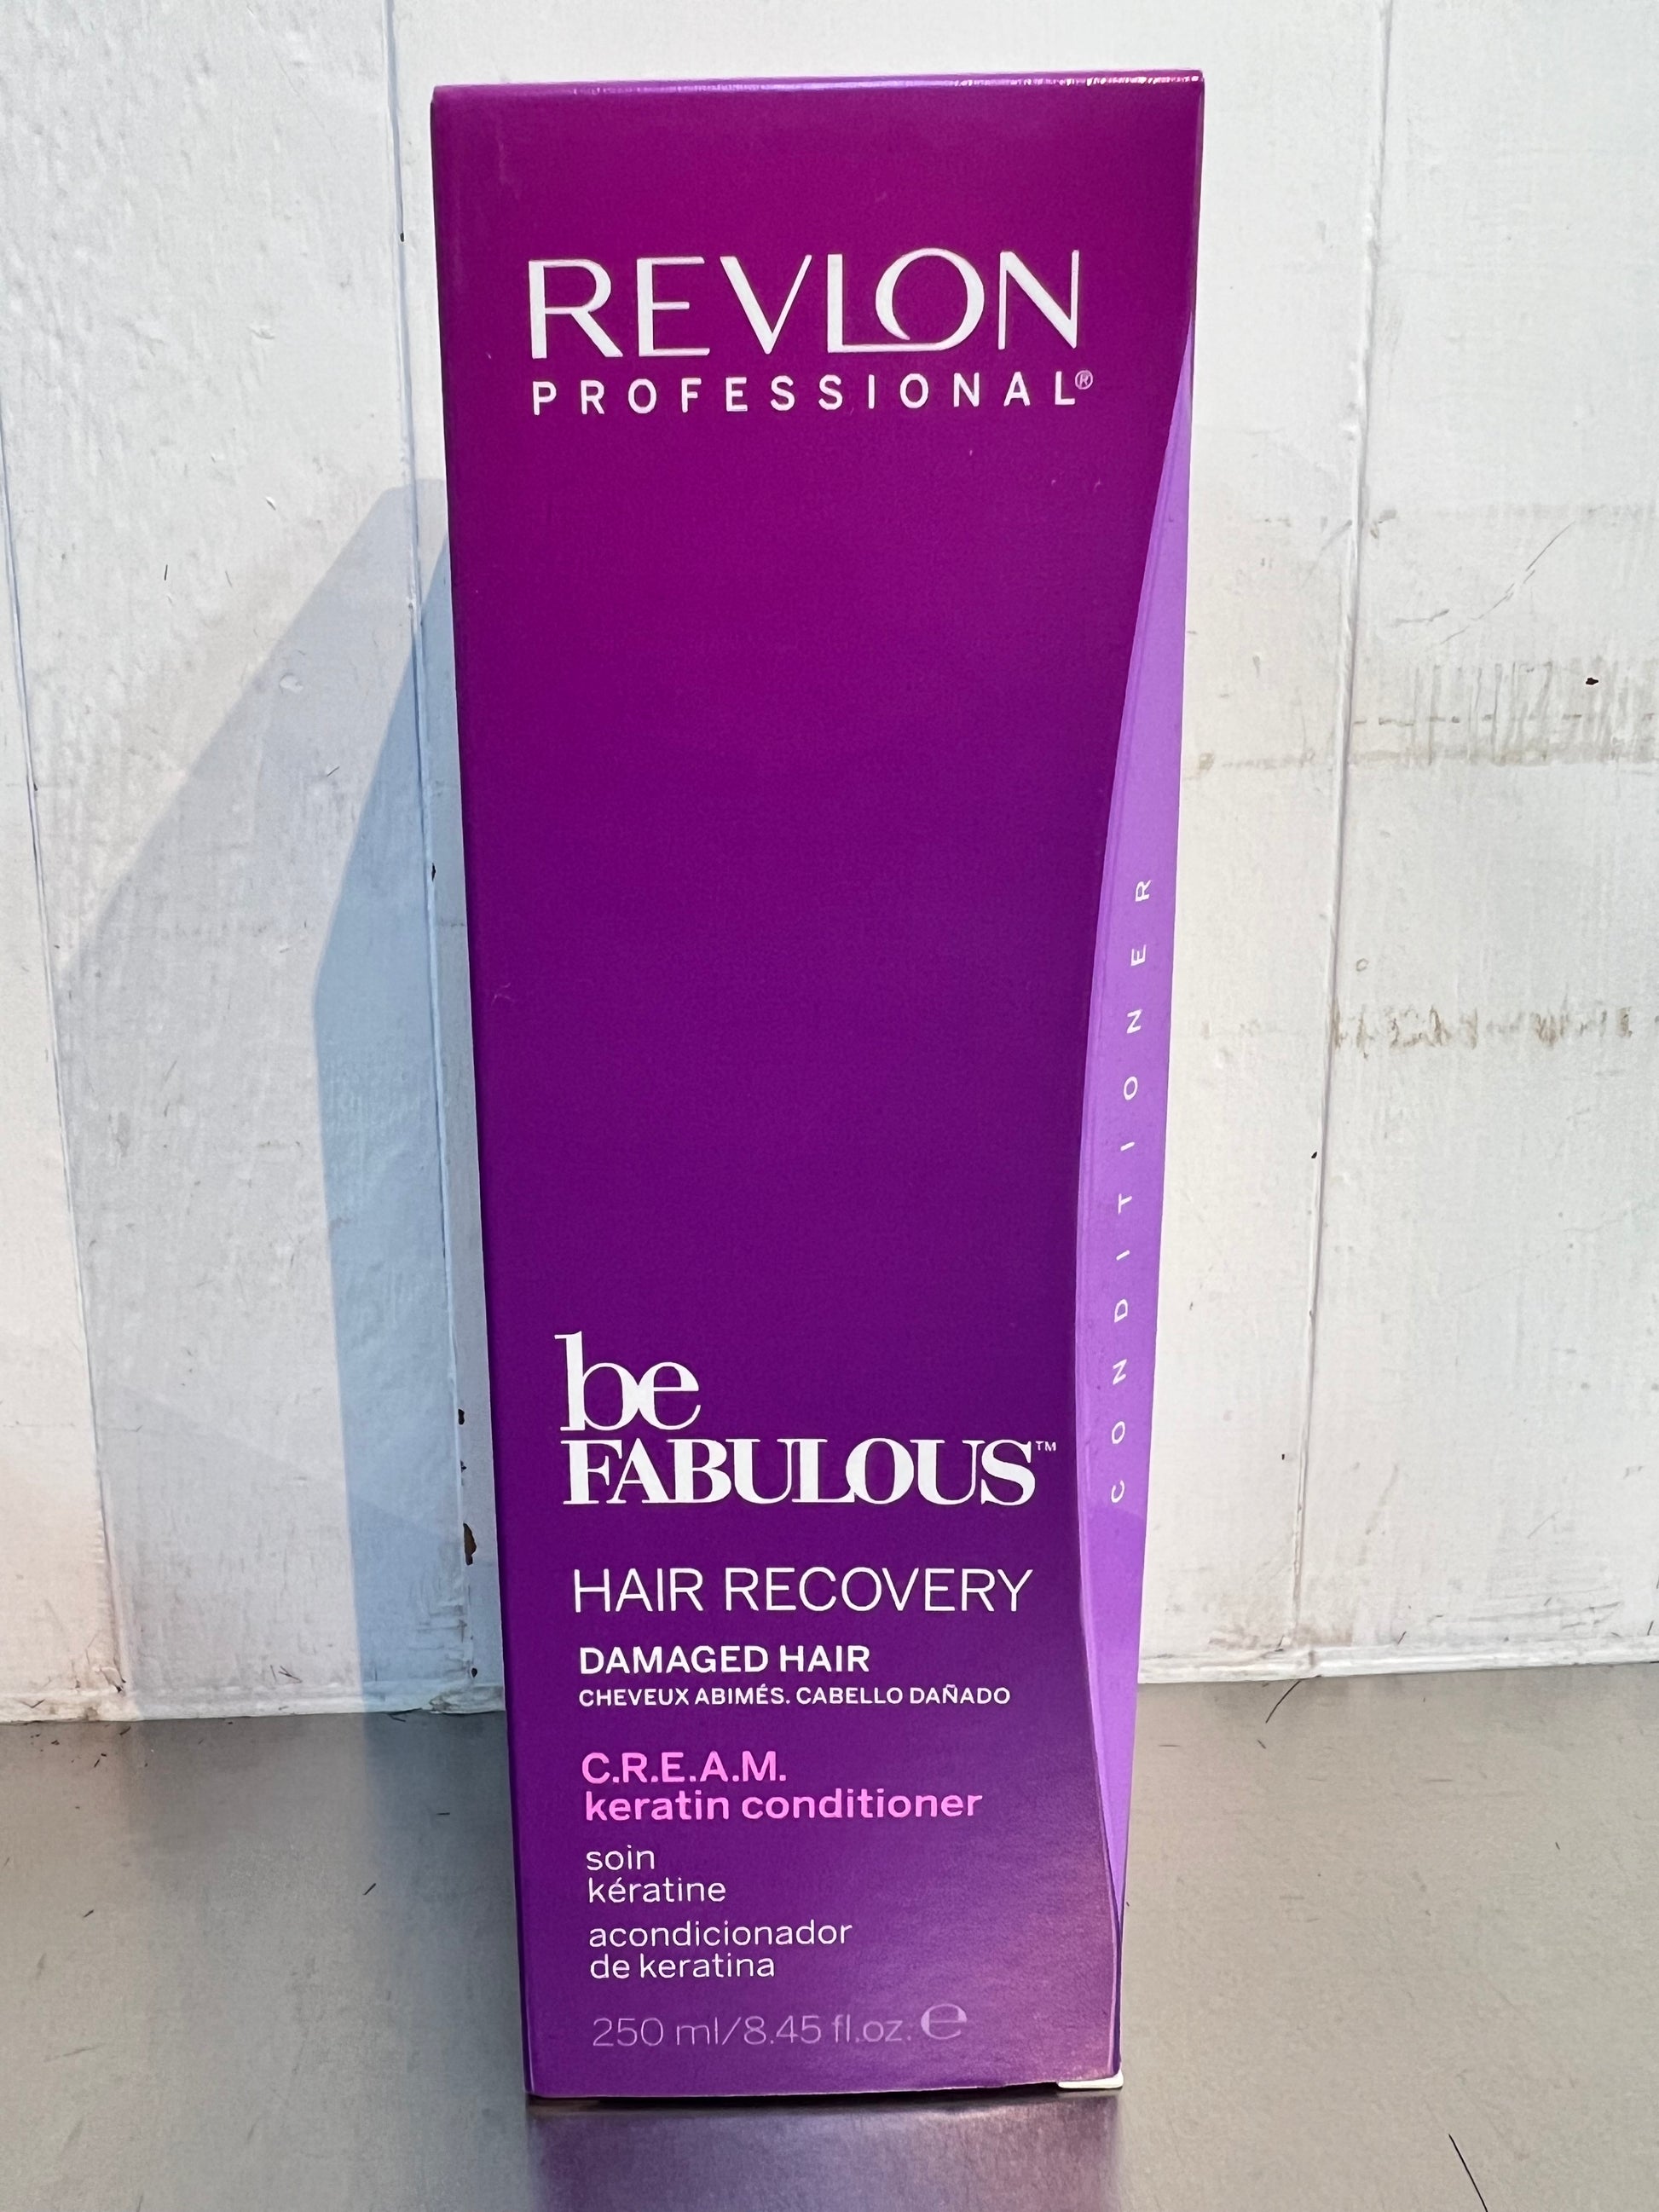 REVLON
PROFESSIONAL®
be
FABULOUS™
HAIR RECOVERY
DAMAGED HAIR
CHEVEUX ABIMÉS. CABELLO DAÑADO
C.R.E.A.M.
keratin conditioner
soin
kératine
acondicionador
de keratina
250 ml/8.45 fl.oz. ℮
CONDITIONER